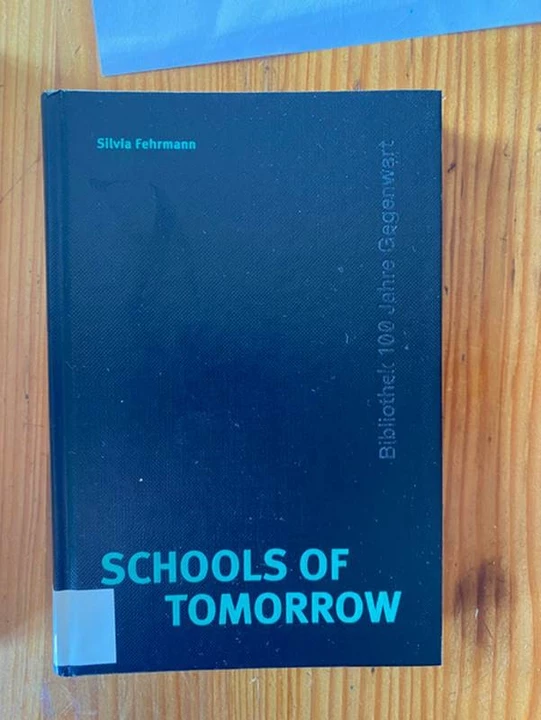 Silvia Fehrmann
Bibliothek 100 Jahre Gegenwart
SCHOOLS OF
TOMORROW